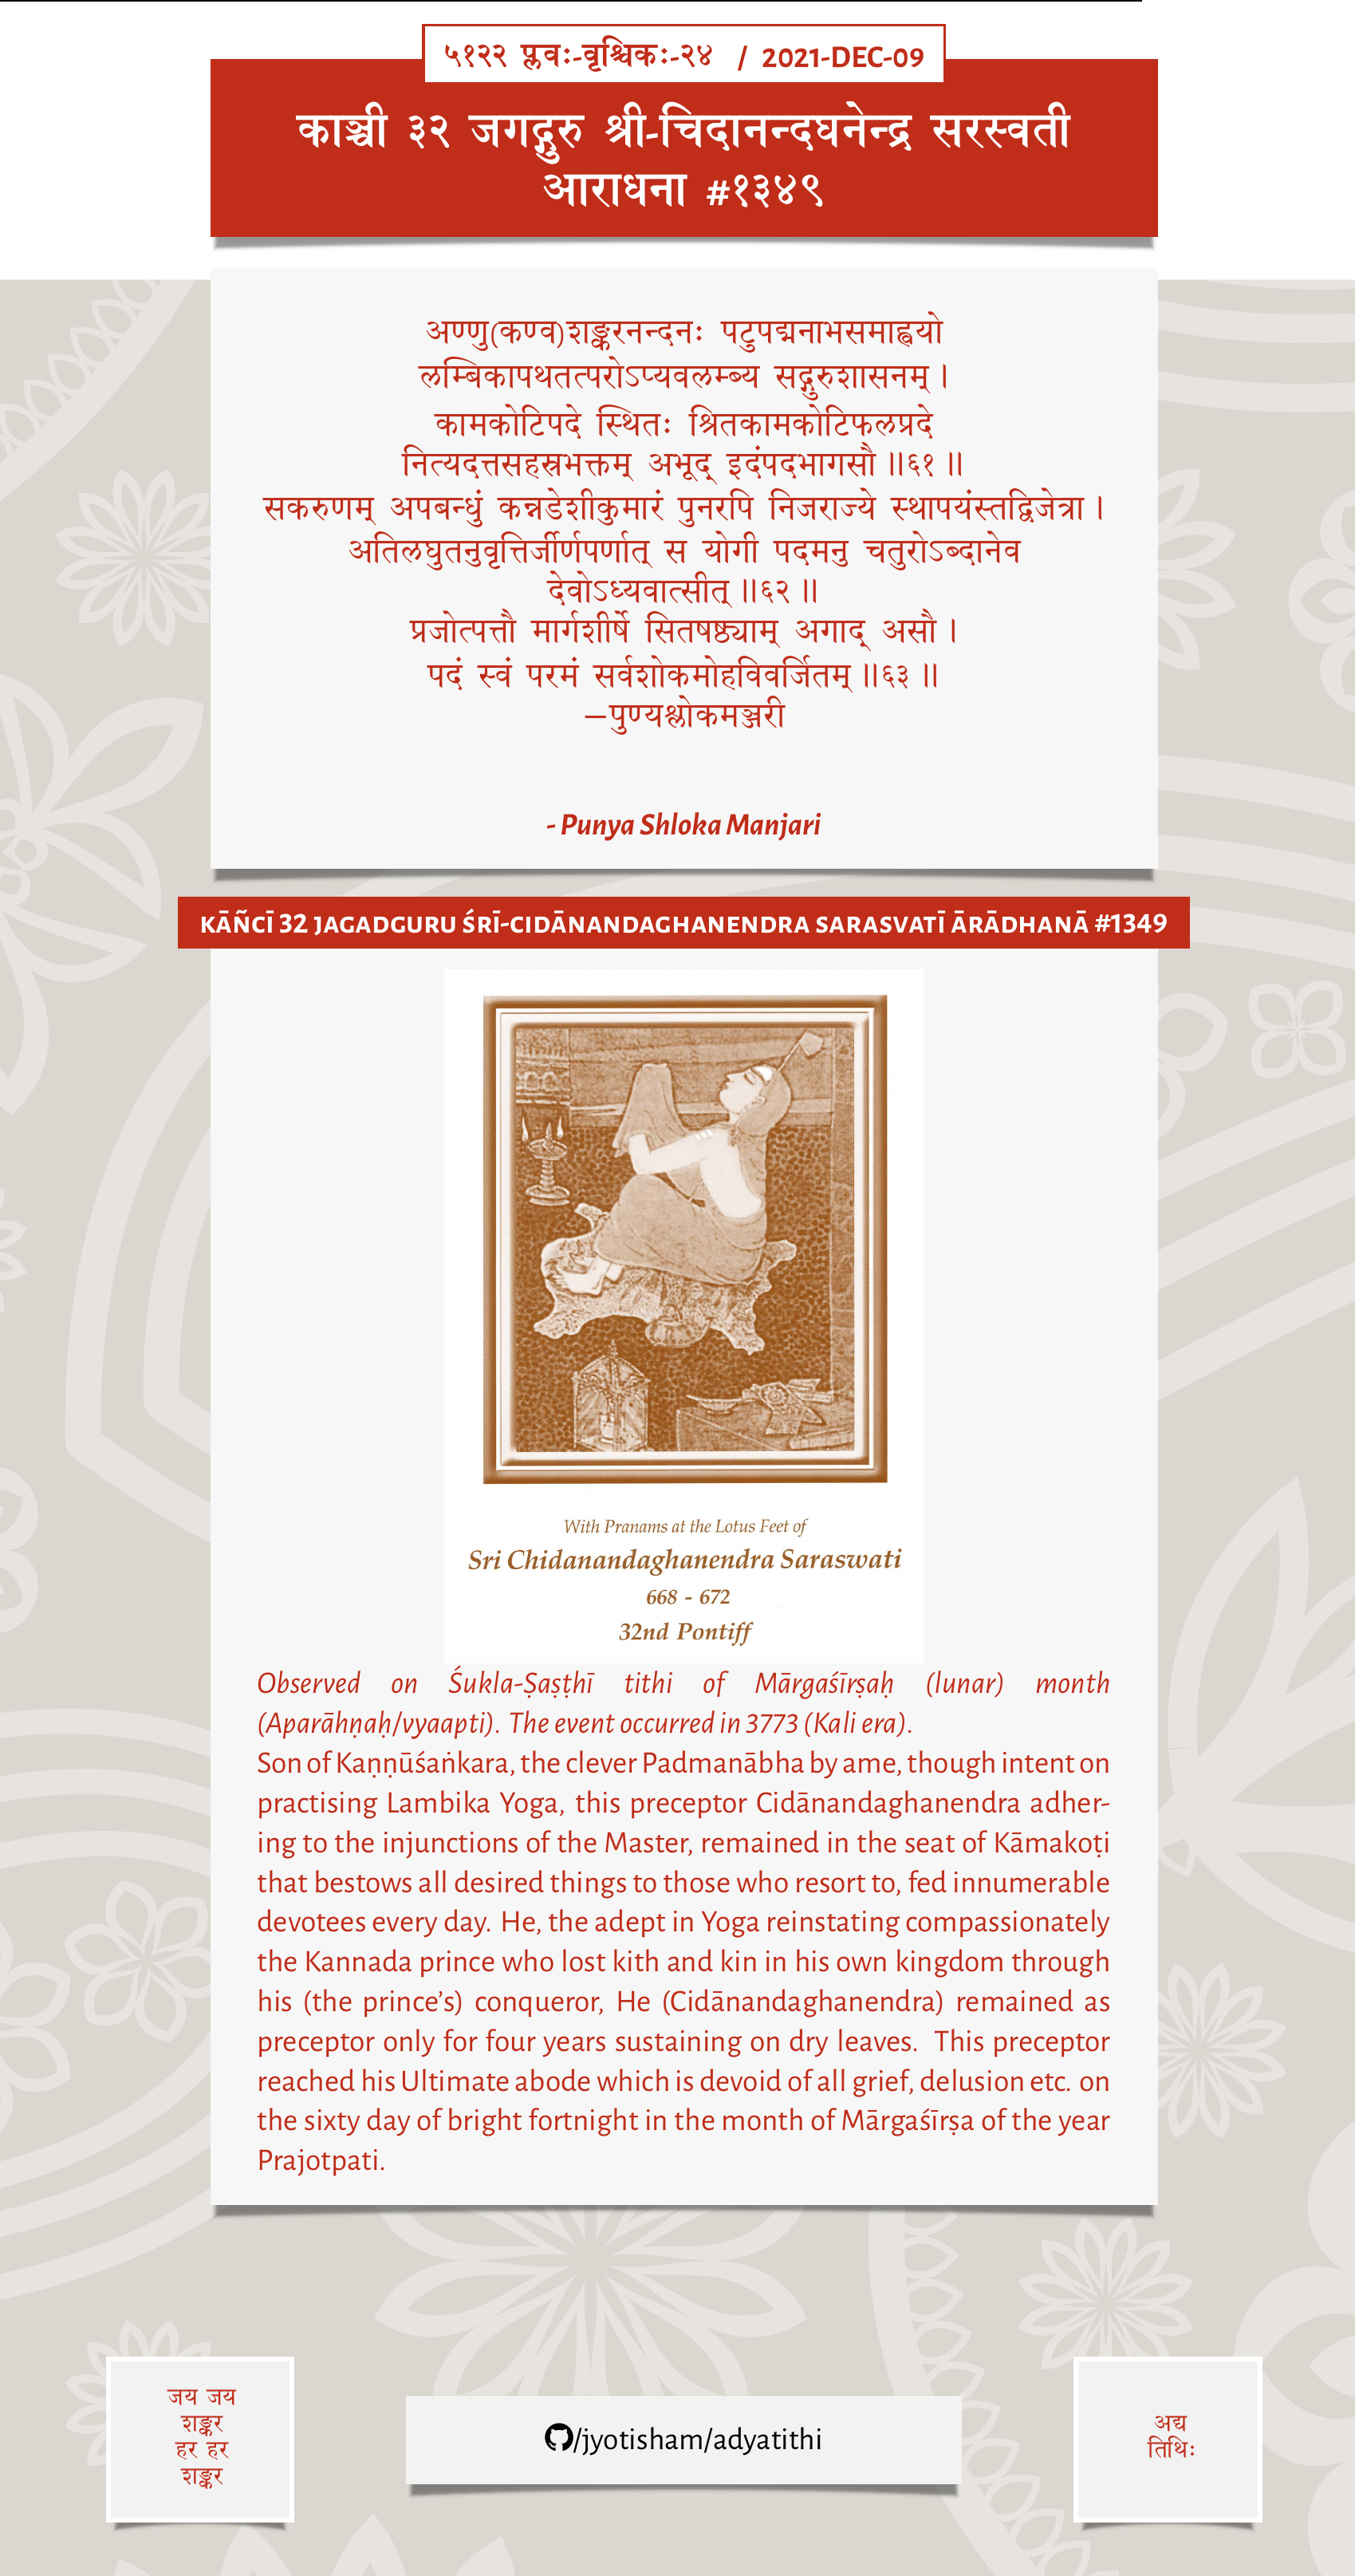 ५१२२ प्लवः-वृश्चिकः-२४ / 2021-DEC-09
काञ्ची ३२ जगद्गुरु श्री-चिदानन्दघनेन्द्र सरस्वती
आराधना #१३४९
अण्णु(कण्व)शङ्करनन्दनः पटुपद्मनाभसमाह्वयो
लम्बिकापथतत्परोऽप्यवलम्ब्य सद्गुरुशासनम् ।
कामकोटिपदे स्थितः श्रितकामकोटिफलप्रदे
नित्यदत्तसहस्रभक्तम् अभूद् इदंपदभागसौ ॥६१ ॥
सकरुणम् अपबन्धुं कन्नडेशीकुमारं पुनरपि निजराज्ये स्थापयंस्तद्विजेत्रा ।
अतिलघुतनुवृत्तिर्जीर्णपर्णात् स योगी पदमनु चतुरोऽब्दानेव
देवोऽध्यवात्सीत् ॥६२ ॥
प्रजोत्पत्तौ मार्गशीर्षे सितषष्ठ्याम् अगाद् असौ ।
पदं स्वं परमं सर्वशोकमोहविवर्जितम् ॥६३ ॥
—पुण्यश्लोकमञ्जरी
- Punya Shloka Manjari
KĀÑCĪ 32 JAGADGURU ŚRĪ-CIDĀNANDAGHANENDRA SARASVATĪ ĀRĀDHANĀ #1349
With Pranams at the Lotus Feet of
Sri Chidanandaghanendra Saraswati
668 - 672
32nd Pontiff
Observed on Śukla-Ṣaṣṭhī tithi of Mārgaśīrṣaḥ (lunar) month
(Aparāhṇaḥ/vyaapti). The event occurred in 3773 (Kali era).
Son of Kaṇṇūśaṅkara, the clever Padmanābha by ame, though intent on
practising Lambika Yoga, this preceptor Cidānandaghanendra adher-
ing to the injunctions of the Master, remained in the seat of Kāmakoṭi
that bestows all desired things to those who resort to, fed innumerable
devotees every day. He, the adept in Yoga reinstating compassionately
the Kannada prince who lost kith and kin in his own kingdom through
his (the prince’s) conqueror, He (Cidānandaghanendra) remained as
preceptor only for four years sustaining on dry leaves. This preceptor
reached his Ultimate abode which is devoid of all grief, delusion etc. on
the sixty day of bright fortnight in the month of Mārgaśīrṣa of the year
Prajotpati.
जय जय
शङ्कर
हर हर
शङ्कर
/jyotisham/adyatithi
अद्य
तिथिः